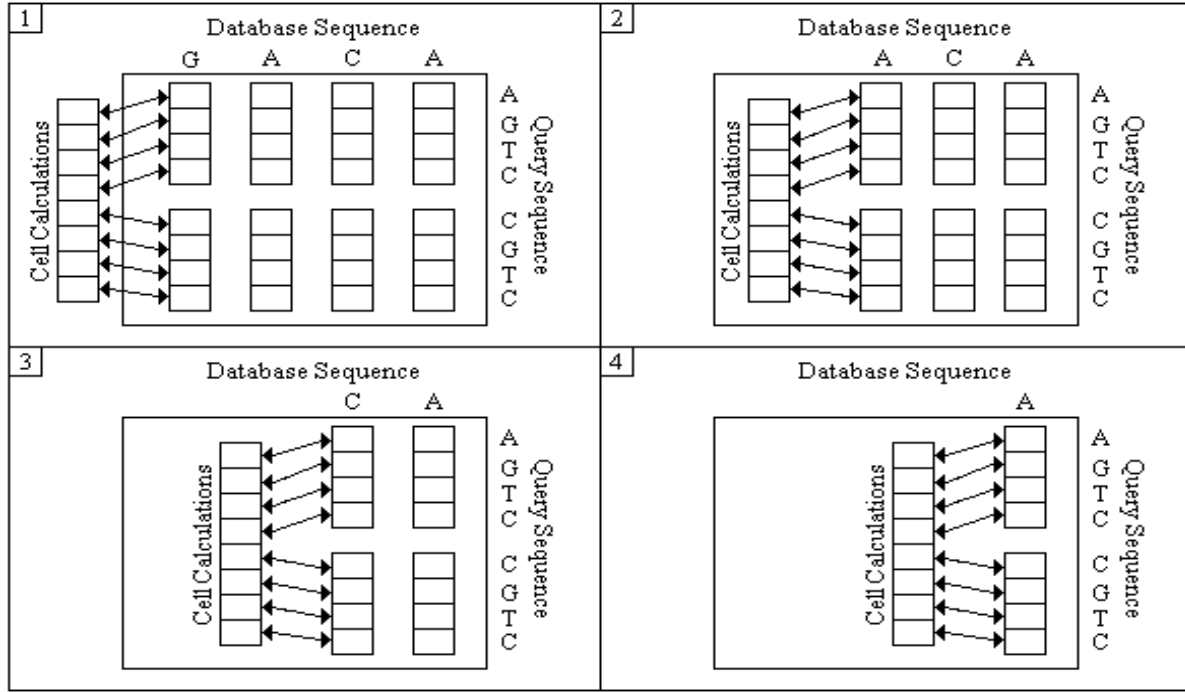 1
Database Sequence
G A C A
Cell Calculations
A
G
T
C
C
G
T
C
Query Sequence
2
Database Sequence
A C A
Cell Calculations
A
G
T
C
C
G
T
C
Query Sequence
3
Database Sequence
C A
Cell Calculations
A
G
T
C
C
G
T
C
Query Sequence
4
Database Sequence
A
Cell Calculations
A
G
T
C
C
G
T
C
Query Sequence